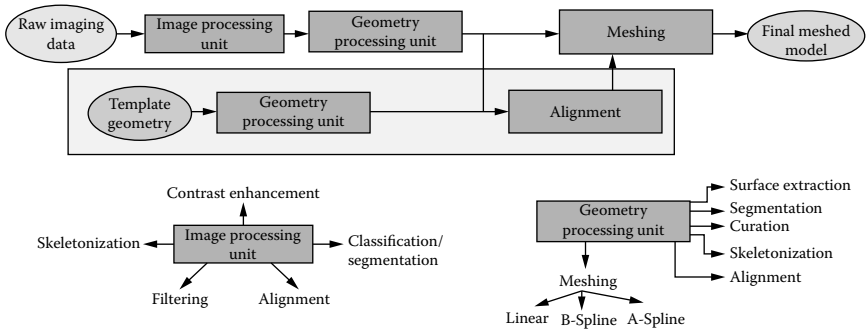 Raw imaging
data
Image processing
unit
Geometry
processing unit
Meshing
Final meshed
model
Template
geometry
Geometry
processing unit
Alignment
Contrast enhancement
Skeletonization
Image processing
unit
Classification/
segmentation
Filtering
Alignment
Geometry
processing unit
Surface extraction
Segmentation
Curation
Skeletonization
Alignment
Meshing
Linear
B-Spline
A-Spline